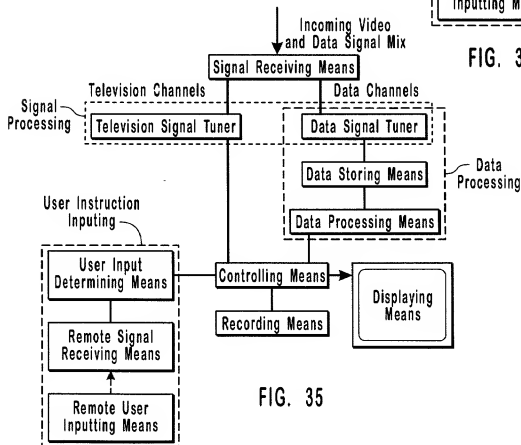 Inputting M
FIG. 3
Incoming Video
and Data Signal Mix
Signal Receiving Means
Television Channels
Data Channels
Signal
Processing
Television Signal Tuner
Data Signal Tuner
Data Storing Means
Data
Processing
Data Processing Means
User Instruction
Inputing
User Input
Determining Means
Controlling Means
Displaying
Means
Recording Means
Remote Signal
Receiving Means
Remote User
Inputting Means
FIG. 35